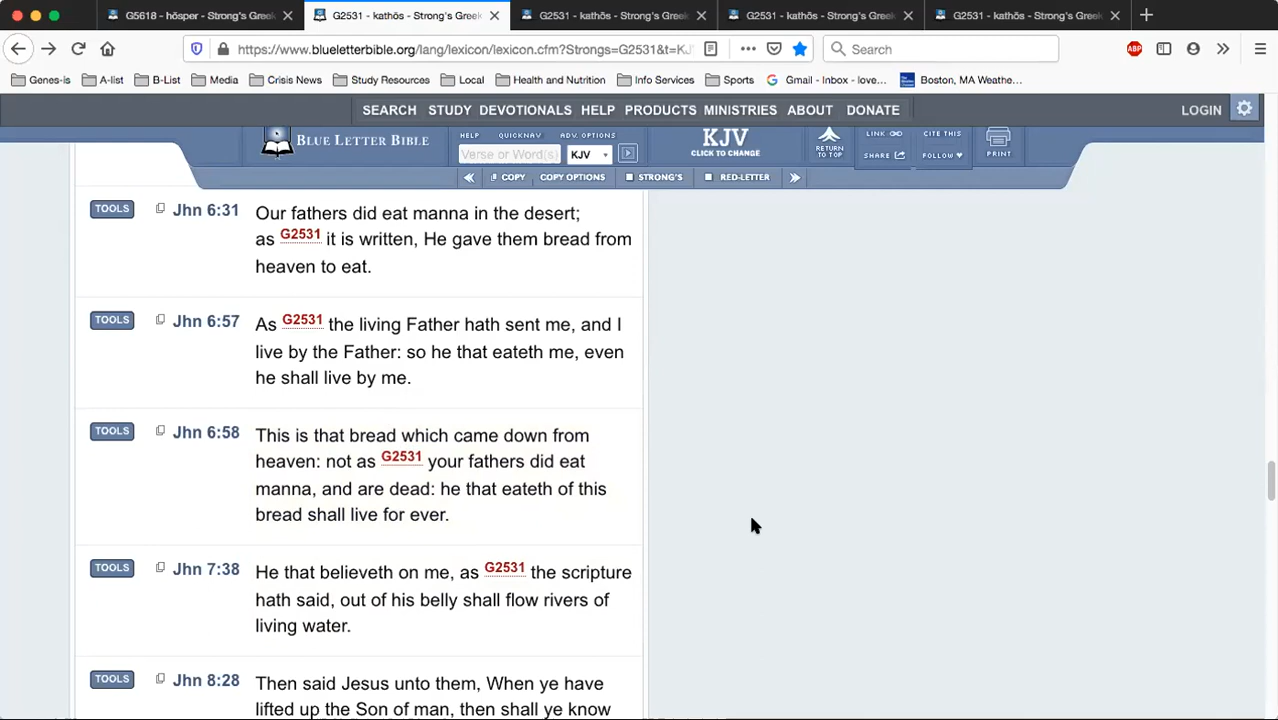 G5618 - hōsper - Strong's Greek
G2531 - kathōs - Strong's Greek
G2531 - kathōs - Strong's Greek
G2531 - kathōs - Strong's Greek
G2531 - kathōs - Strong's Greek
https://www.blueletterbible.org/lang/lexicon/lexicon.cfm?Strongs=G2531&t=KJ
Search
ABP
Genes-is A-list B-List Media Crisis News Study Resources Local Health and Nutrition Info Services Sports Gmail - Inbox - love... Boston, MA Weathe...
SEARCH STUDY DEVOTIONALS HELP PRODUCTS MINISTRIES ABOUT DONATE LOGIN
BLUE LETTER BIBLE
HELP QUICKNAV ADV. OPTIONS
Verse or Word(s) KJV
KJV
CLICK TO CHANGE
RETURN
TO TOP
LINK CITE THIS
SHARE FOLLOW PRINT
COPY COPY OPTIONS STRONG'S RED-LETTER
TOOLS Jhn 6:31 Our fathers did eat manna in the desert;
as G2531 it is written, He gave them bread from
heaven to eat.
TOOLS Jhn 6:57 As G2531 the living Father hath sent me, and I
live by the Father: so he that eateth me, even
he shall live by me.
TOOLS Jhn 6:58 This is that bread which came down from
heaven: not as G2531 your fathers did eat
manna, and are dead: he that eateth of this
bread shall live for ever.
TOOLS Jhn 7:38 He that believeth on me, as G2531 the scripture
hath said, out of his belly shall flow rivers of
living water.
TOOLS Jhn 8:28 Then said Jesus unto them, When ye have
lifted up the Son of man, then shall ye know